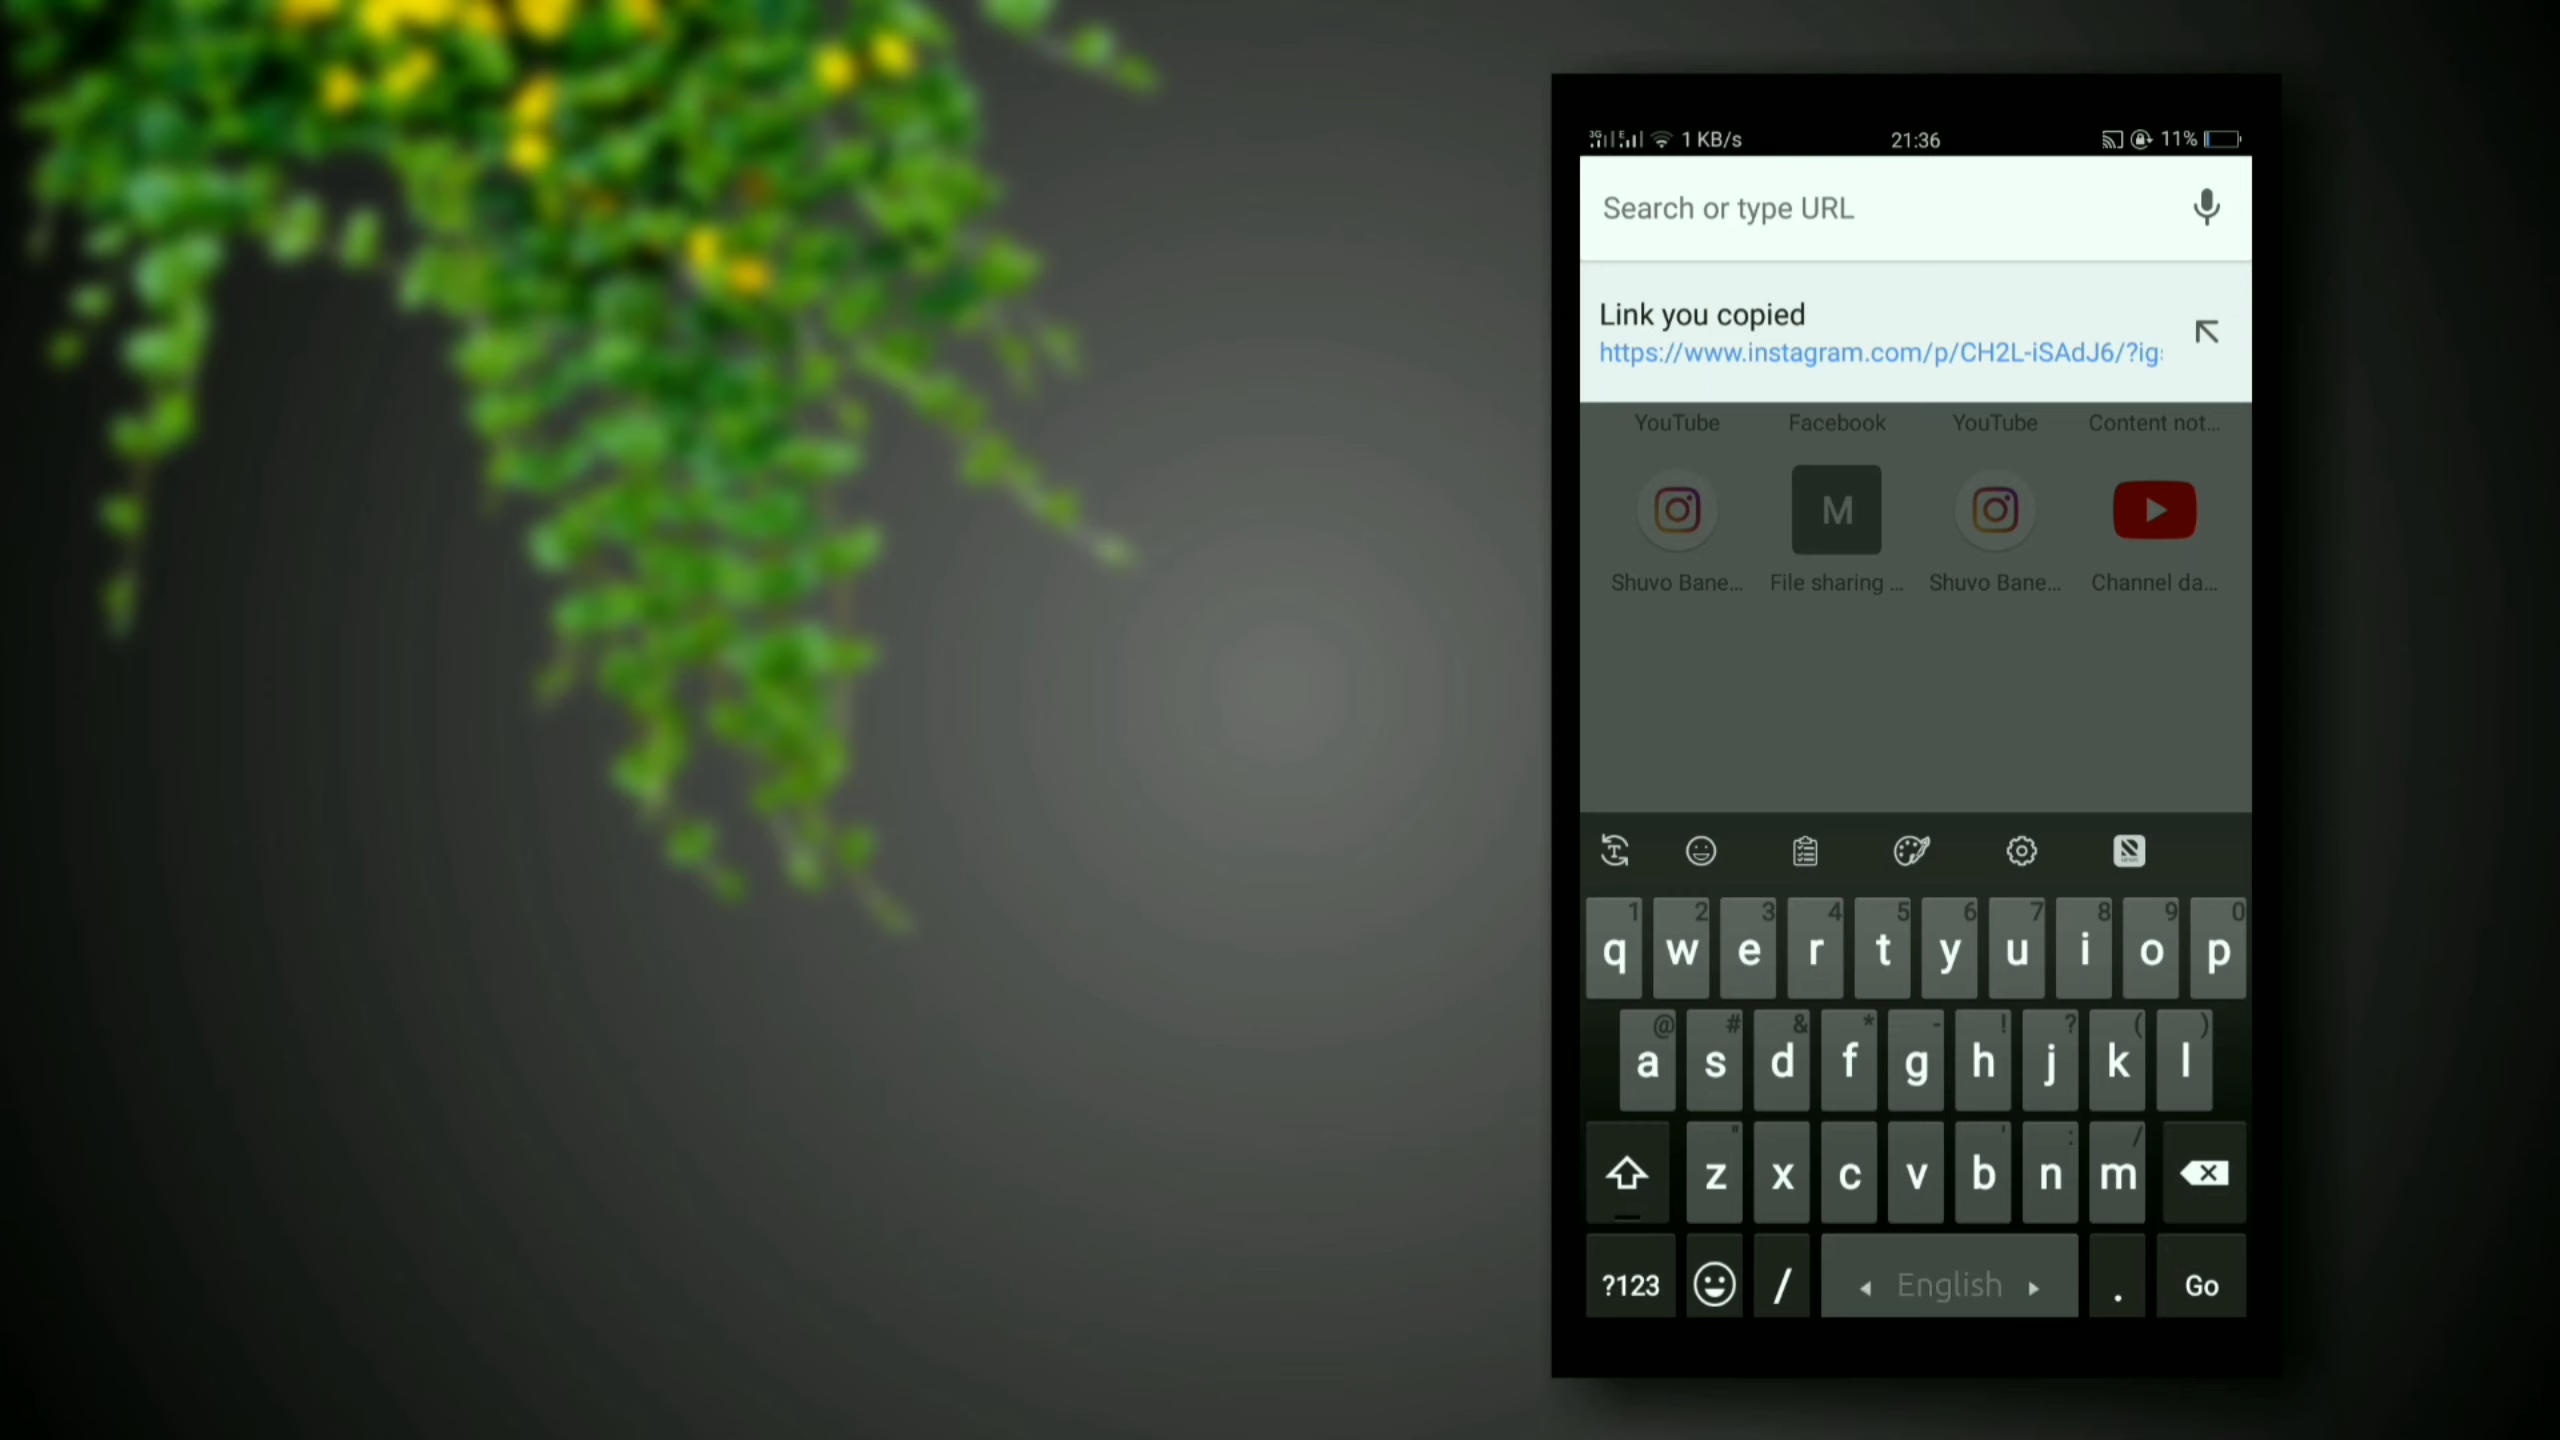 3G E 1 KB/s 21:36 11%
Search or type URL
Link you copied
https://www.instagram.com/p/CH2L-iSAdJ6/?ig
YouTube Facebook YouTube Content not...
M
Shuvo Bane... File sharing ... Shuvo Bane... Channel da...
1 2 3 4 5 6 7 8 9 0
q w e r t y u i o p
@ # & * - ! ? ( )
a s d f g h j k l
" ' : /
z x c v b n m
?123 / English . Go